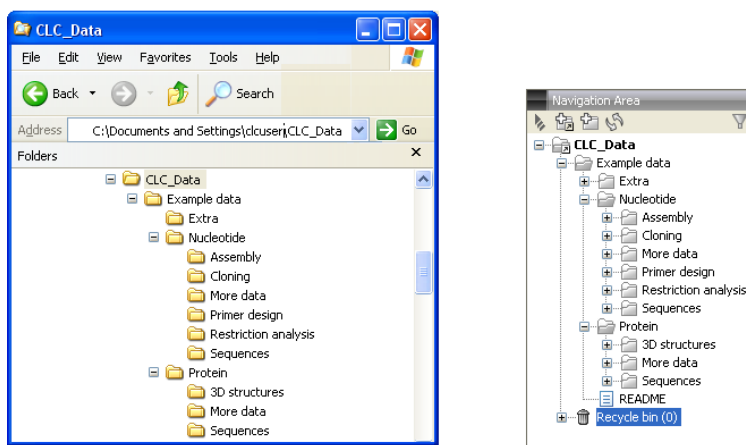 CLC_Data
File Edit View Favorites Tools Help
Back Search
Address C:\Documents and Settings\clcuser\CLC_Data Go
Folders
CLC_Data
Example data
Extra
Nucleotide
Assembly
Cloning
More data
Primer design
Restriction analysis
Sequences
Protein
3D structures
More data
Sequences
Navigation Area
CLC_Data
Example data
Extra
Nucleotide
Assembly
Cloning
More data
Primer design
Restriction analysis
Sequences
Protein
3D structures
More data
Sequences
README
Recycle bin (0)